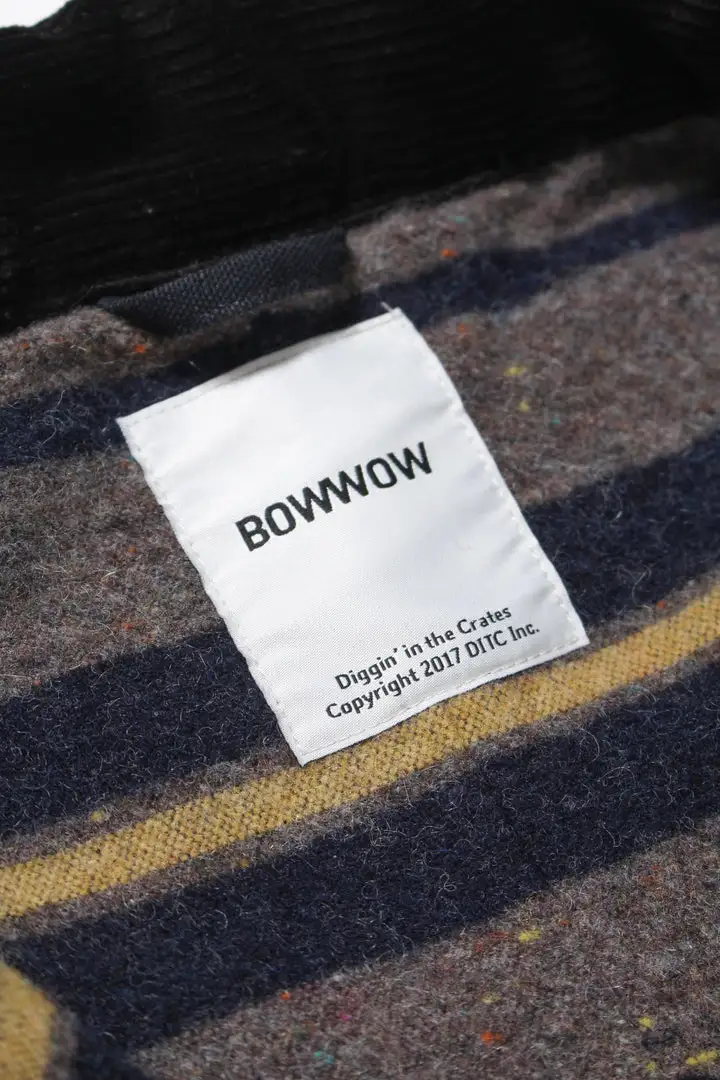 BOWWOW
Diggin' in the Crates
Copyright 2017 DITC Inc.